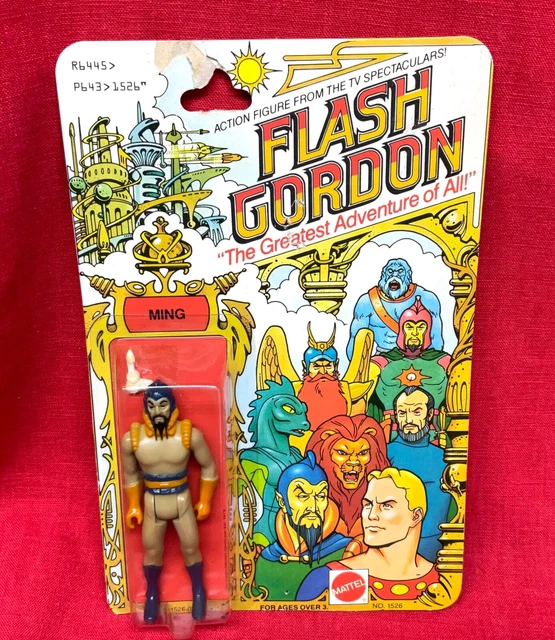 R6445>
P643>1526"
ACTION FIGURE FROM THE TV SPECTACULARS!
FLASH
GORDON
"The Greatest Adventure of All!"
MING
MATTEL
FOR AGES OVER 3.
NO. 1526